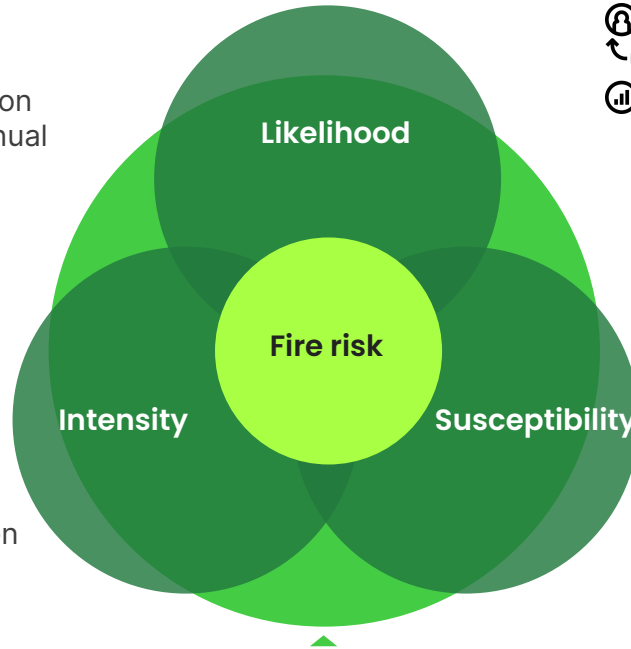 on
nual
Likelihood
Fire risk
Intensity
Susceptibility
n